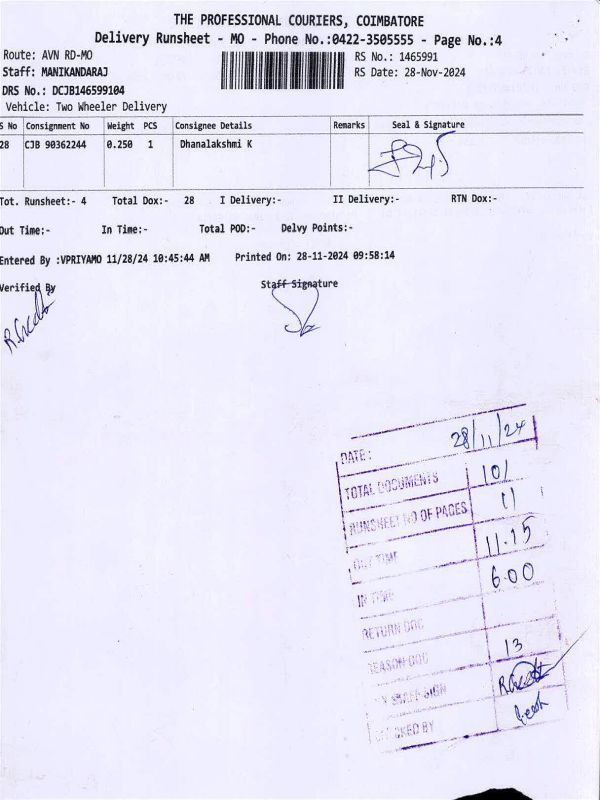 THE PROFESSIONAL COURIERS, COIMBATORE
Delivery Runsheet - MO - Phone No.:0422-3505555 - Page No.:4
Route: AVN RD-MO
RS No.: 1465991
Staff: MANIKANDARAJ
RS Date: 28-Nov-2024
DRS No.: DCJB146599104
Vehicle: Two Wheeler Delivery
S No Consignment No Weight PCS Consignee Details Remarks Seal & Signature
28 CJB 90362244 0.250 1 Dhanalakshmi K
Tot. Runsheet:- 4 Total Dox:- 28 I Delivery:- II Delivery:- RTN Dox:-
Out Time:- In Time:- Total POD:- Delvy Points:-
Entered By :VPRIYAMO 11/28/24 10:45:44 AM Printed On: 28-11-2024 09:58:14
Verified By Staff Signature
DATE: 28/11/24
TOTAL DOCUMENTS 101
RUNSHEET NO OF PAGES 11
OUT TIME 11.15
IN TIME 6.00
RETURN DOC
REASON DOC 13
SIGN
CHECKED BY